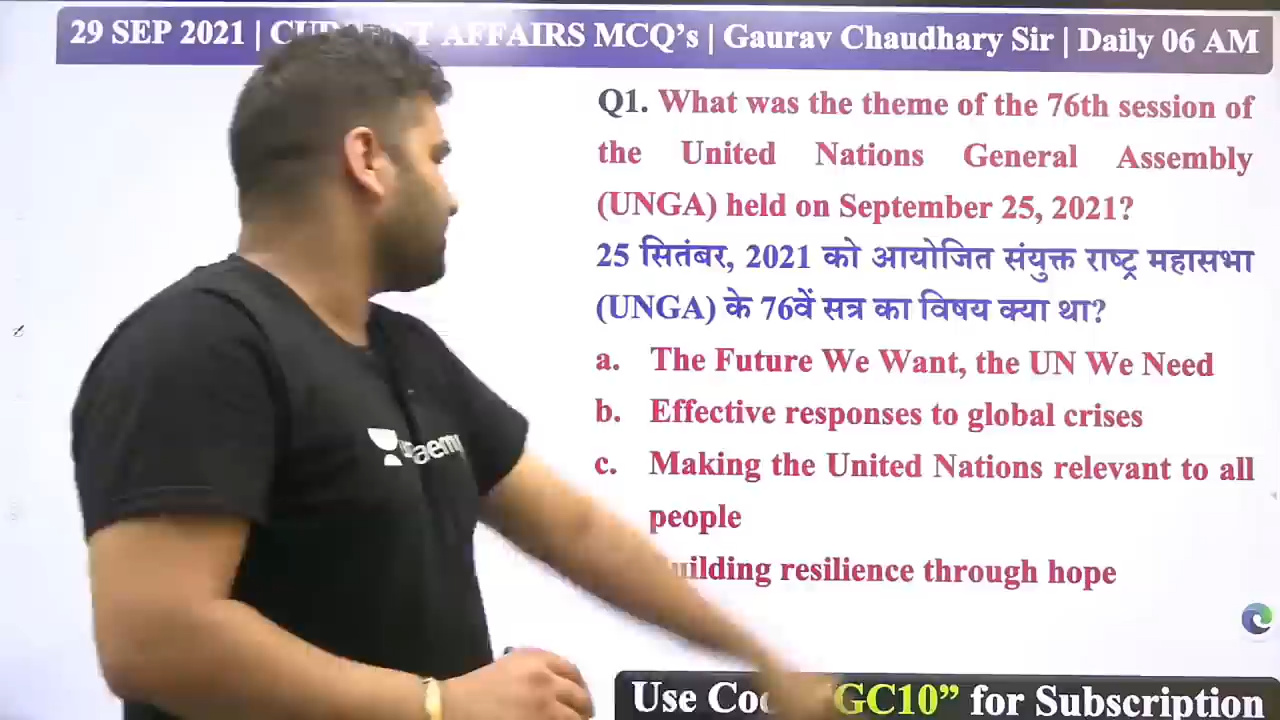 29 SEP 2021 | AFFAIRS MCQ's | Gaurav Chaudhary Sir | Daily 06 AM
Q1. What was the theme of the 76th session of
the United Nations General Assembly
(UNGA) held on September 25, 2021?
25 सितंबर, 2021 को आयोजित संयुक्त राष्ट्र महासभा
(UNGA) के 76वें सत्र का विषय क्या था?
a. The Future We Want, the UN We Need
b. Effective responses to global crises
c. Making the United Nations relevant to all
people
resilience through hope
Use "GC10” for Subscription